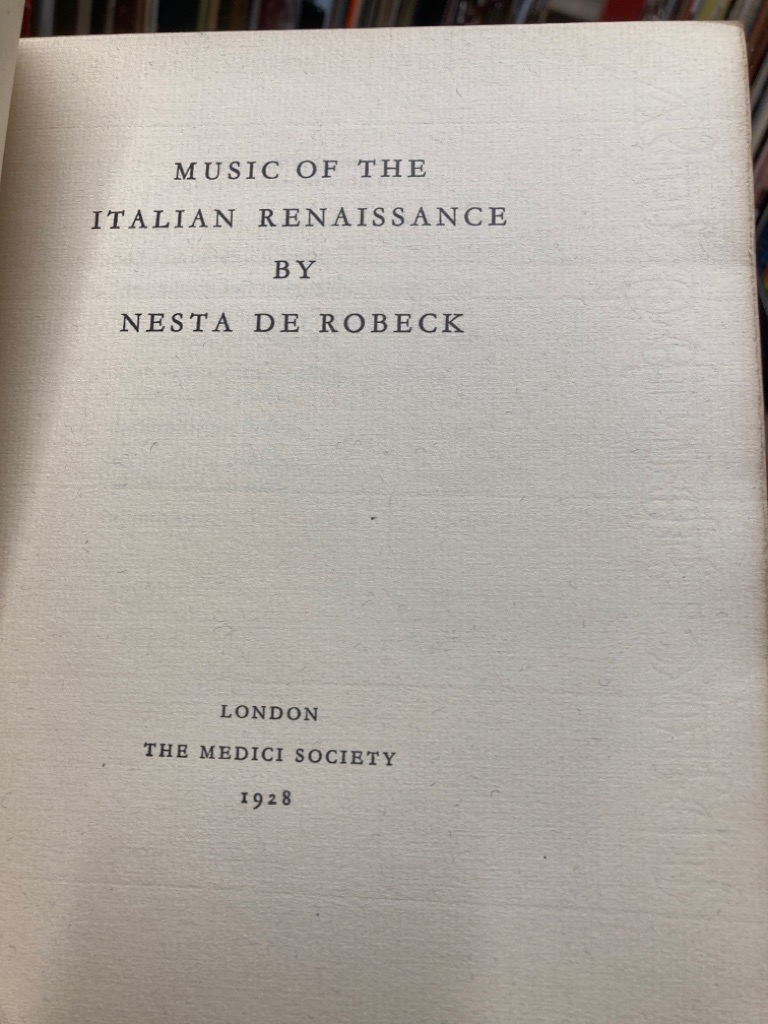 MUSIC OF THE
ITALIAN RENAISSANCE
BY
NESTA DE ROBECK
LONDON
THE MEDICI SOCIETY
1928